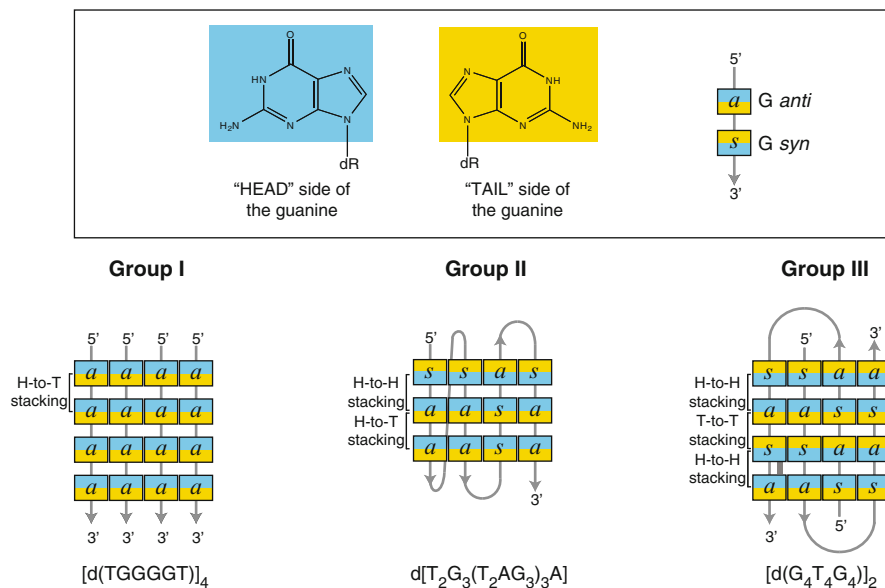 O
NH
N
H₂N
N
N
dR
"HEAD" side of
the guanine
O
N
NH
N
N
NH₂
dR
"TAIL" side of
the guanine
5'
a G anti
s G syn
3'
Group I
5' 5' 5' 5'
a a a a
H-to-T
stacking
a a a a
a a a a
a a a a
3' 3' 3' 3'
[d(TGGGGT)]₄
Group II
5'
s s a s
H-to-H
stacking
a a s a
H-to-T
stacking
a a s a
3'
d[T₂G₃(T₂AG₃)₃A]
Group III
5' 3'
s s a a
H-to-H
stacking
a a s s
T-to-T
stacking
s s a a
H-to-H
stacking
a a s s
3' 5'
[d(G₄T₄G₄)]₂